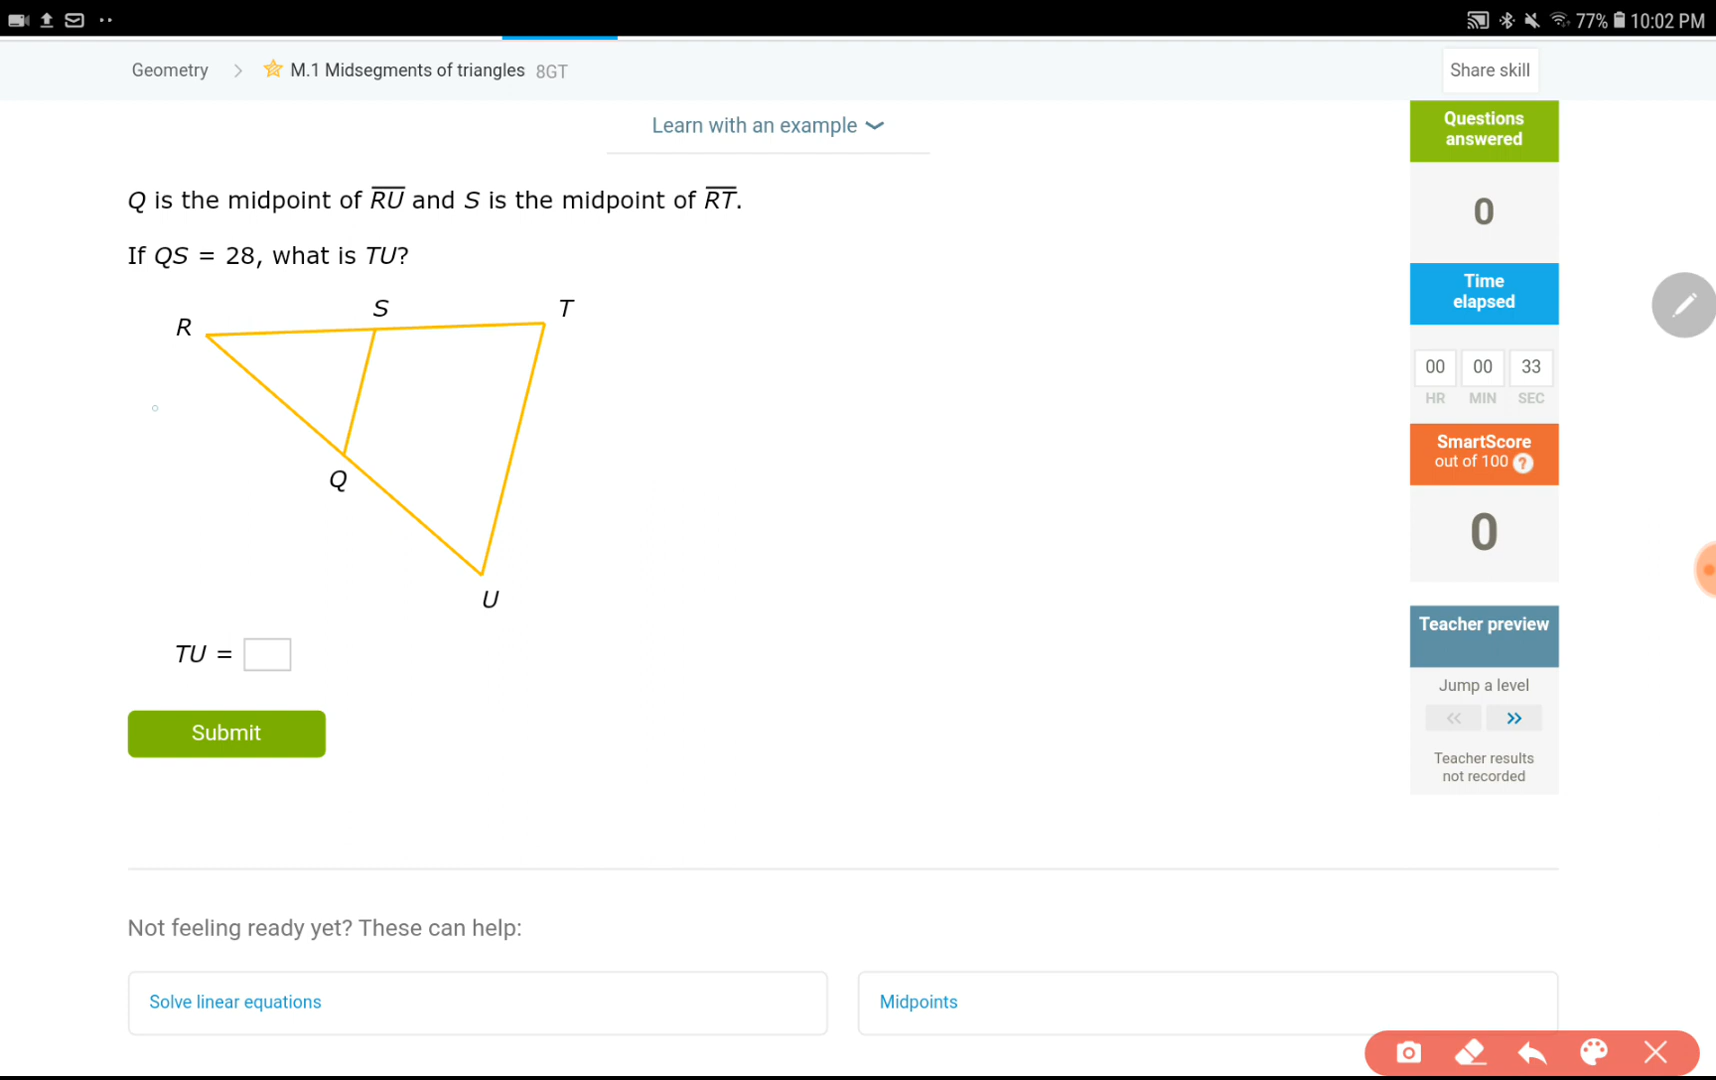 77% 10:02 PM
Geometry > M.1 Midsegments of triangles 8GT
Share skill
Learn with an example
Questions
answered
0
Q is the midpoint of RU and S is the midpoint of RT.
If QS = 28, what is TU?
R
S
T
Q
U
TU =
Submit
Time
elapsed
00 00 33
HR MIN SEC
SmartScore
out of 100 ?
0
Teacher preview
Jump a level
Teacher results
not recorded
Not feeling ready yet? These can help:
Solve linear equations
Midpoints